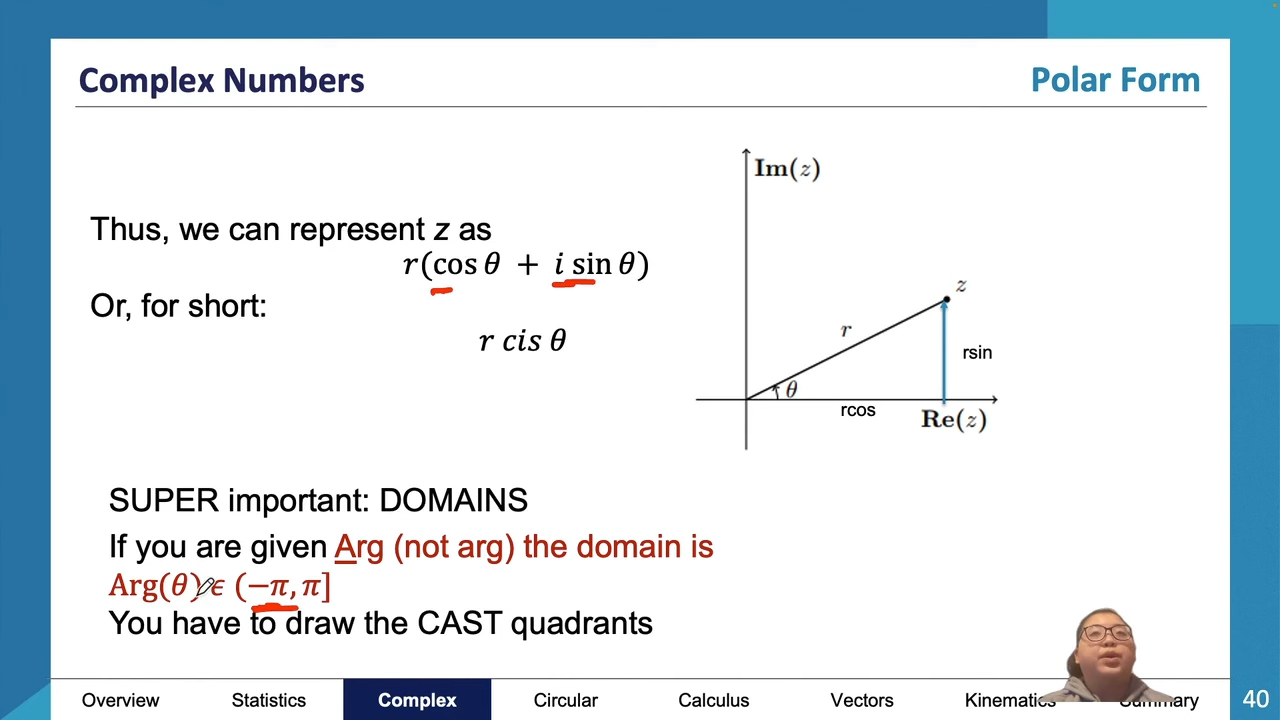 Complex Numbers
Polar Form
Im(z)
Thus, we can represent z as
r(cos θ + i sin θ)
Or, for short:
r cis θ
z
r
rsin
θ
rcos
Re(z)
SUPER important: DOMAINS
If you are given Arg (not arg) the domain is
Arg(θ) ϵ (−π, π]
You have to draw the CAST quadrants
Overview Statistics Complex Circular Calculus Vectors Kinematics Summary 40